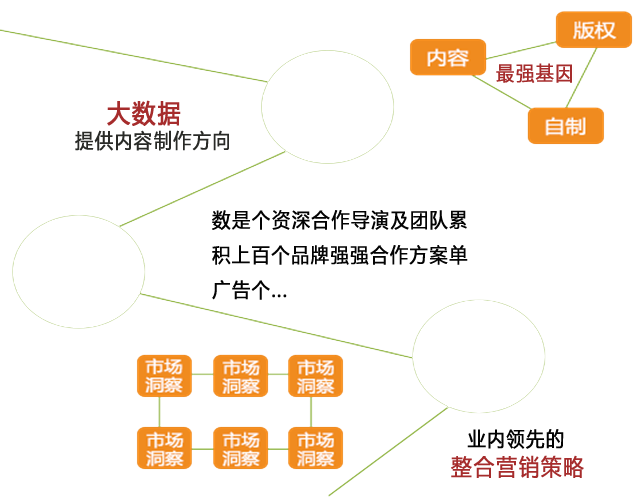 版权
内容
最强基因
自制
大数据
提供内容制作方向
数是个资深合作导演及团队累
积上百个品牌强强合作方案单
广告个...
市场
洞察
市场
洞察
市场
洞察
市场
洞察
市场
洞察
市场
洞察
业内领先的
整合营销策略